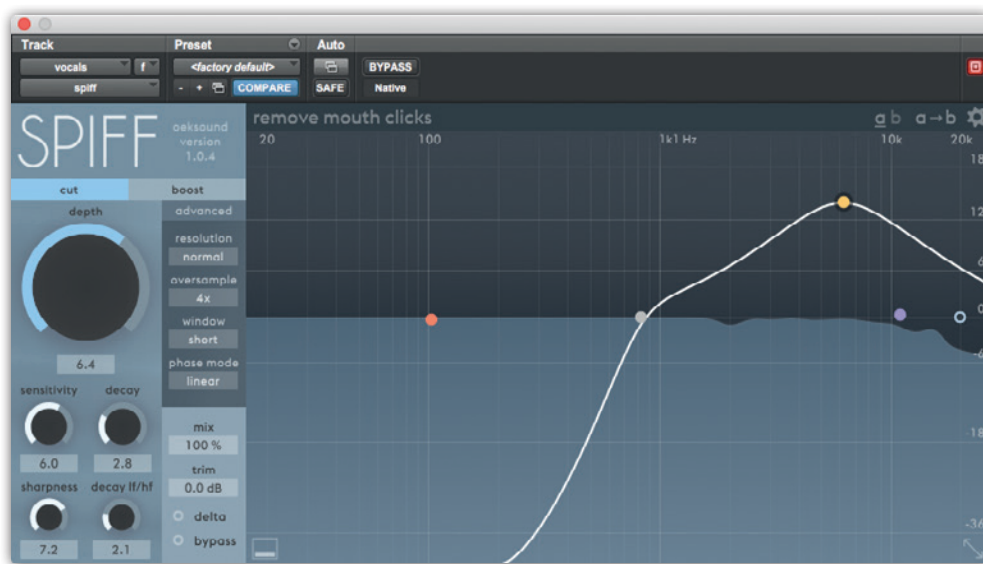 Track Preset Auto
vocals f <factory default> BYPASS
spiff - + COMPARE SAFE Native
SPIFF
oeksound
version
1.0.4
remove mouth clicks a b a→b
20 100 1k1 Hz 10k 20k
cut boost
depth
6.4
advanced
resolution
normal
oversample
4x
window
short
phase mode
linear
sensitivity decay
6.0 2.8
sharpness decay lf/hf
7.2 2.1
mix
100 %
trim
0.0 dB
delta
bypass
18
12
6
0
-6
18
-36